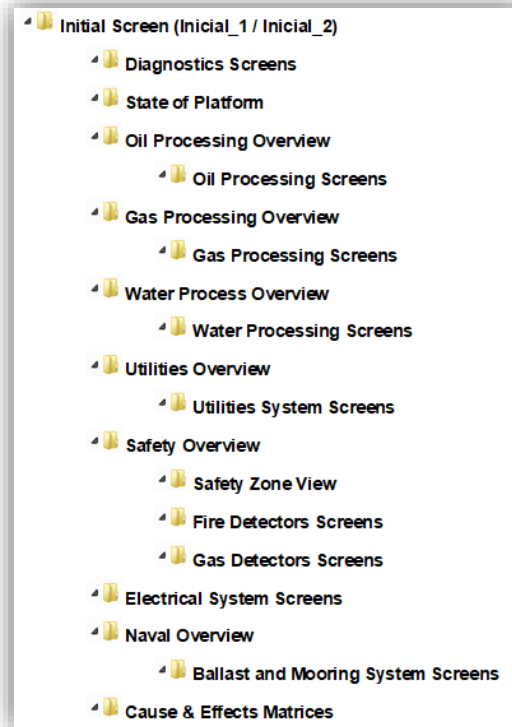 Initial Screen (Inicial_1 / Inicial_2)
Diagnostics Screens
State of Platform
Oil Processing Overview
Oil Processing Screens
Gas Processing Overview
Gas Processing Screens
Water Process Overview
Water Processing Screens
Utilities Overview
Utilities System Screens
Safety Overview
Safety Zone View
Fire Detectors Screens
Gas Detectors Screens
Electrical System Screens
Naval Overview
Ballast and Mooring System Screens
Cause & Effects Matrices